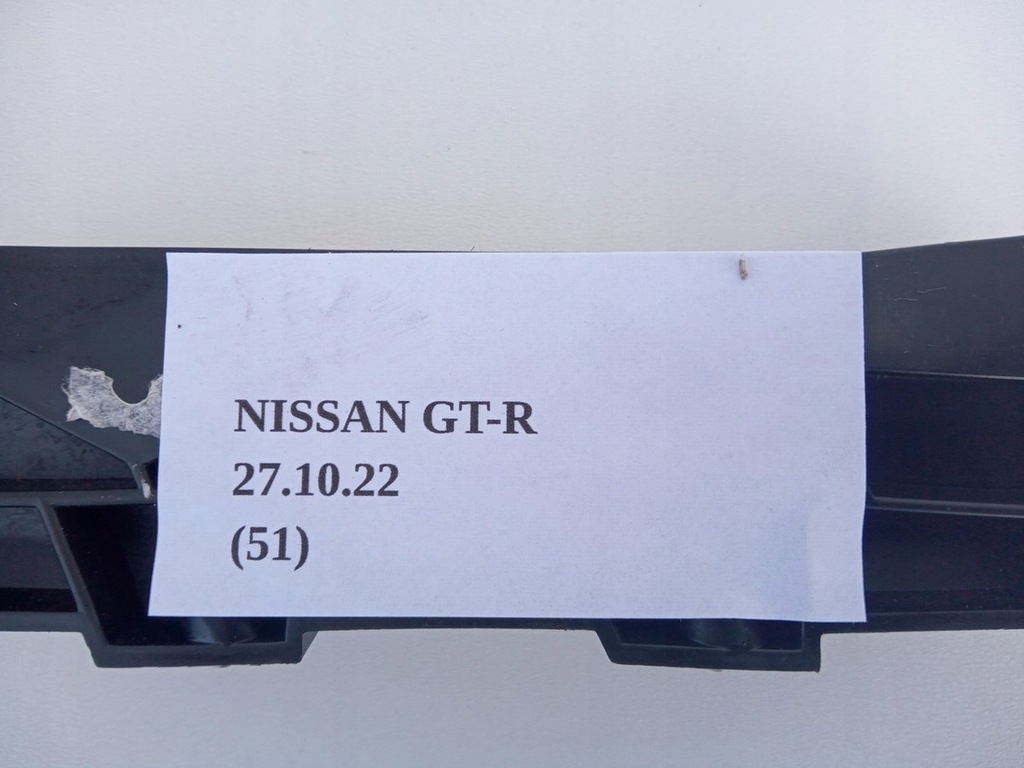 NISSAN GT-R
27.10.22
(51)